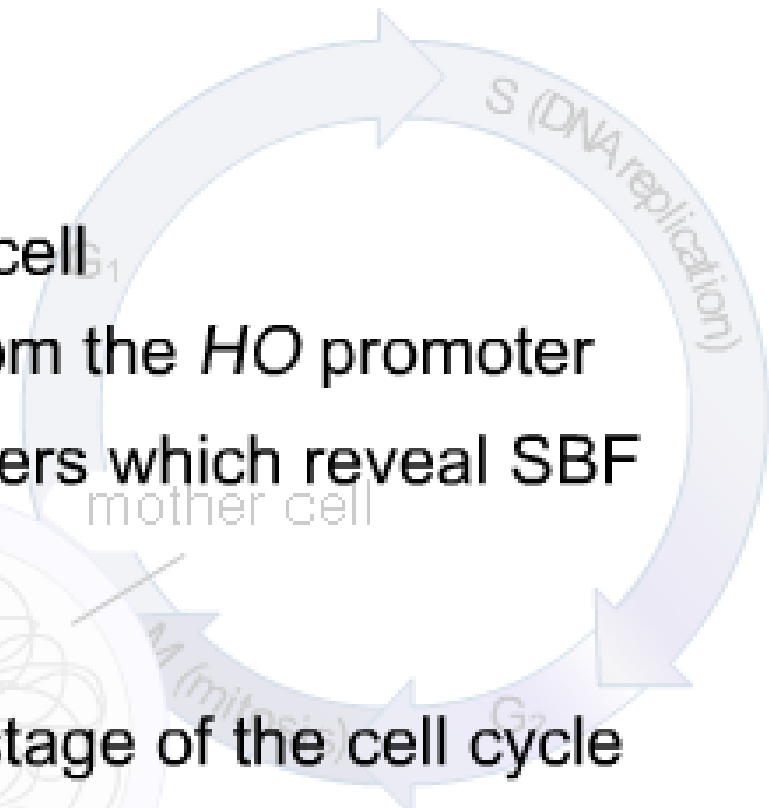 S (DNA replication)
cell
G₁
om the HO promoter
ers which reveal SBF
mother cell
M (mitosis)
G₂
stage of the cell cycle